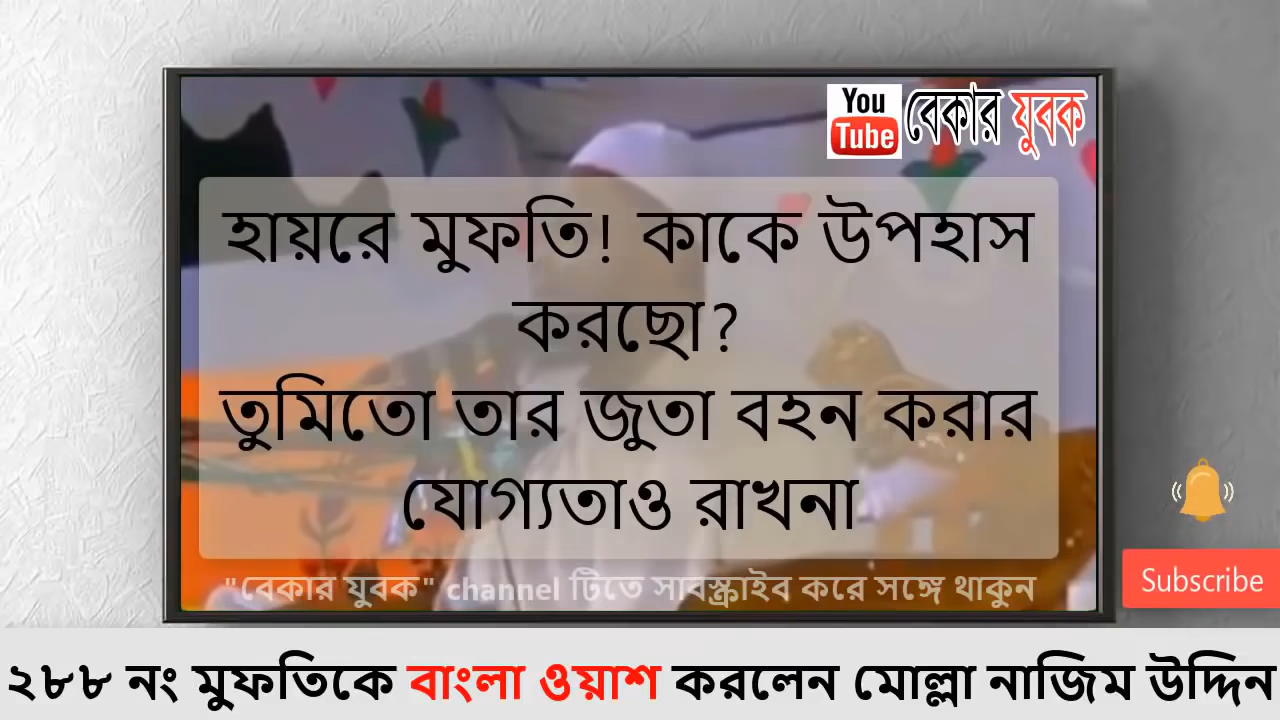 You
Tube
বেকার যুবক
হায়রে মুফতি! কাকে উপহাস
করছো?
তুমিতো তার জুতা বহন করার
যোগ্যতাও রাখনা
"বেকার যুবক" channel টিতে সাবস্ক্রাইব করে সঙ্গে থাকুন
Subscribe
২৮৮ নং মুফতিকে বাংলা ওয়াশ করলেন মোল্লা নাজিম উদ্দিন